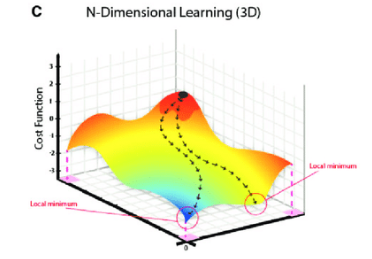 C
N-Dimensional Learning (3D)
Cost Function
3
2
1
0
-1
-2
-3
Local minimum
Local minimum
0